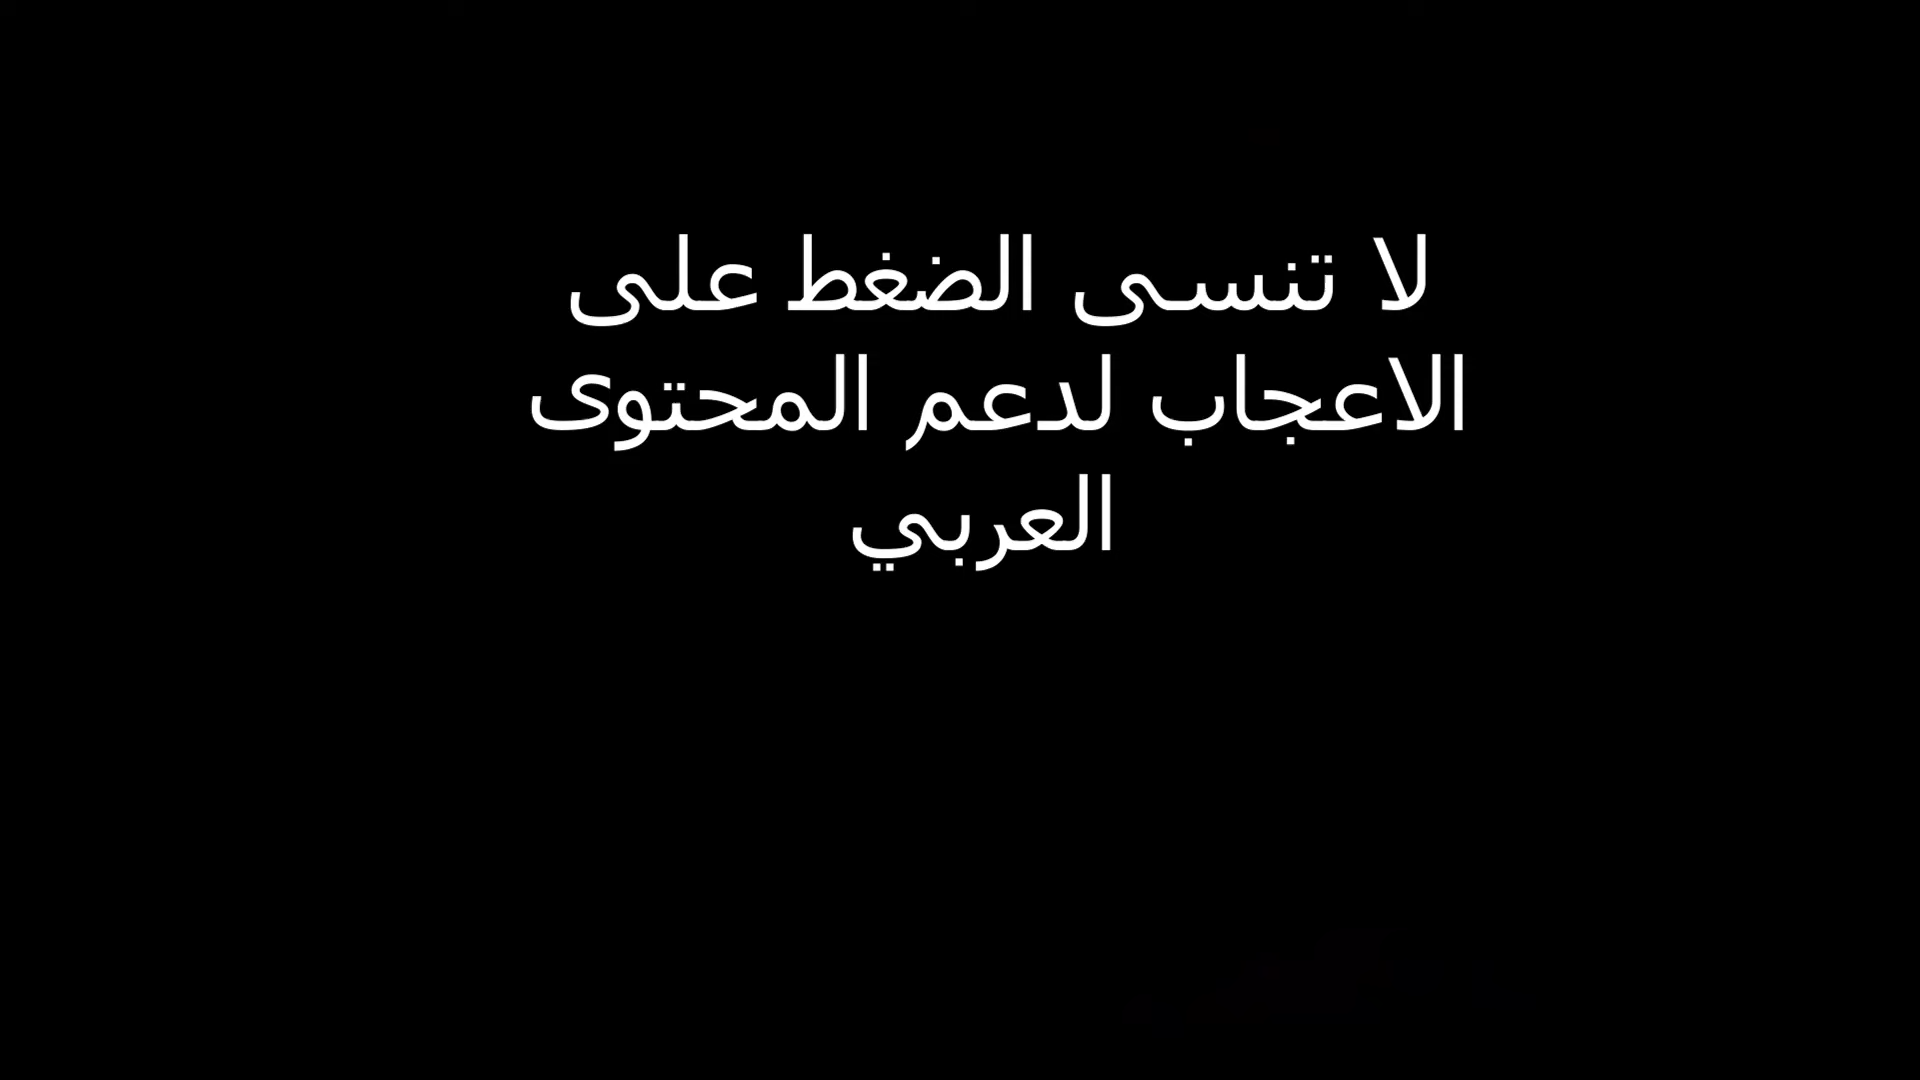 لا تنسى الضغط على
الاعجاب لدعم المحتوى
العربي